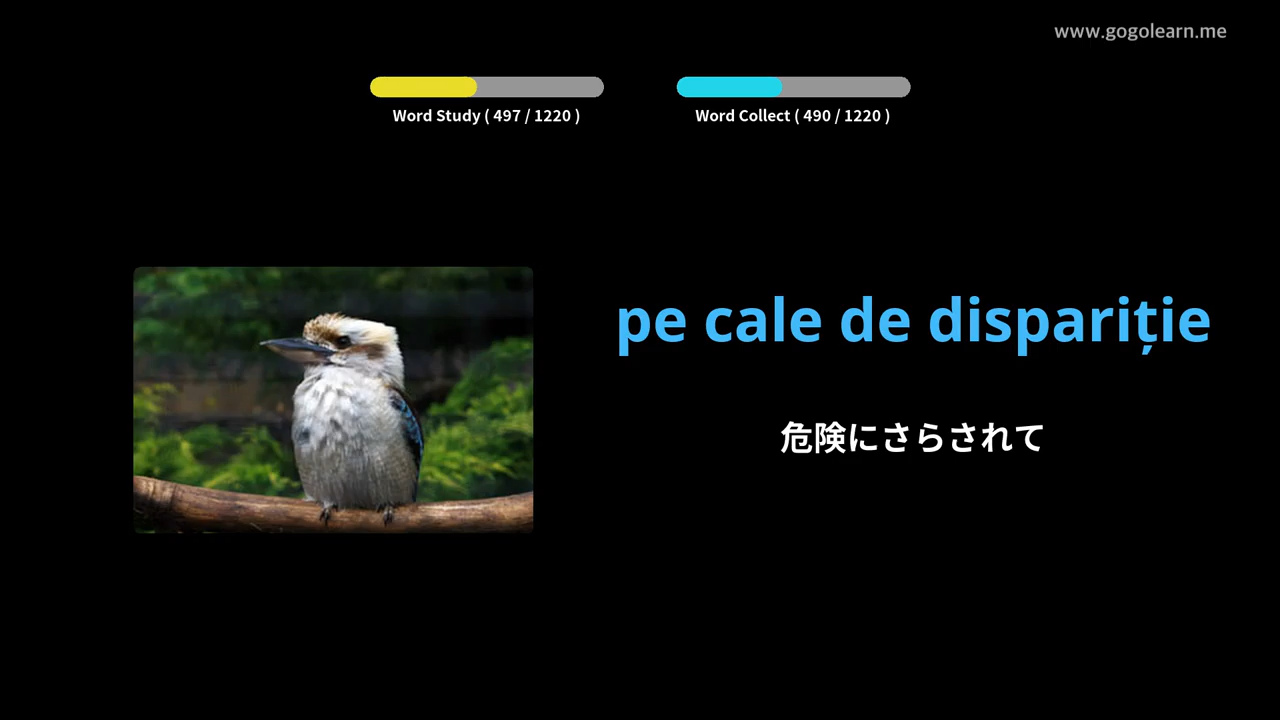 www.gogolearn.me
Word Study ( 497 / 1220 )
Word Collect ( 490 / 1220 )
pe cale de dispariție
危険にさらされて